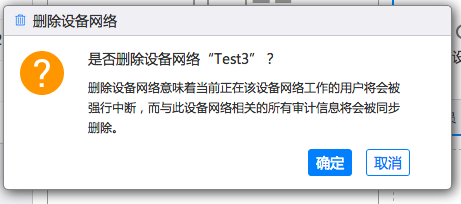 删除设备网络
是否删除设备网络“Test3”？
删除设备网络意味着当前正在该设备网络工作的用户将会被
强行中断，而与此设备网络相关的所有审计信息将会被同步
删除。
确定 取消